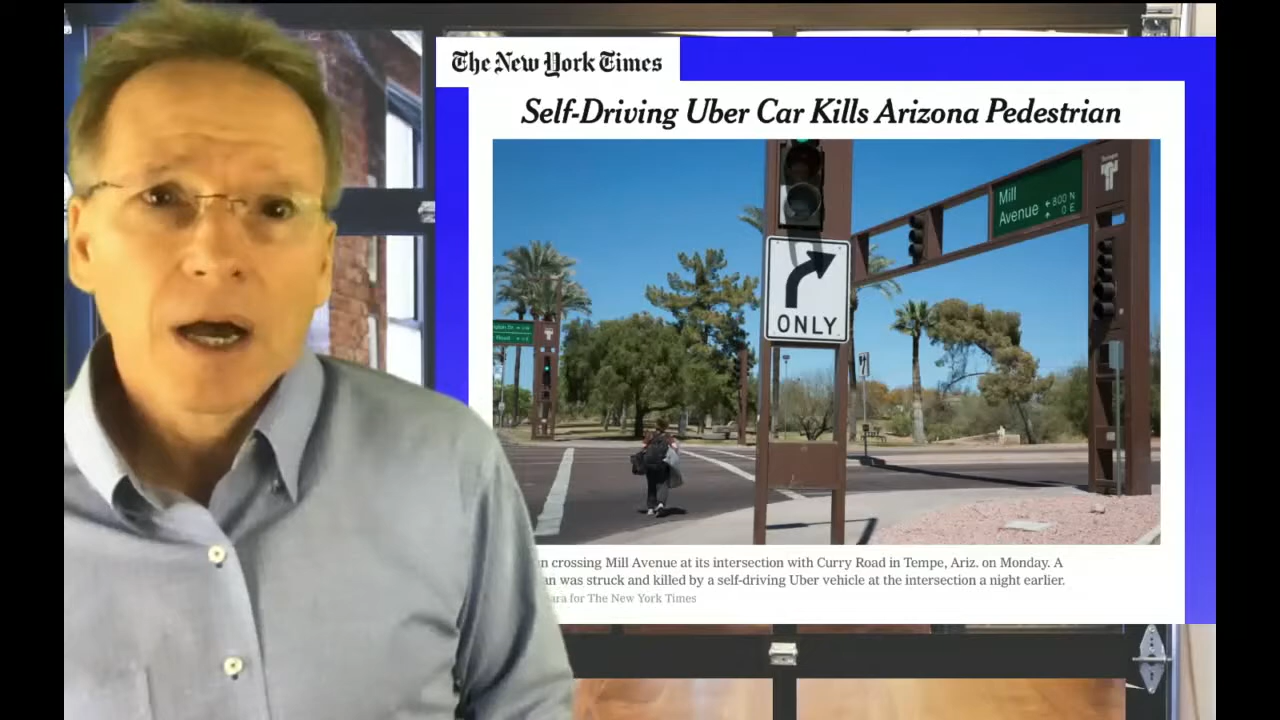 The New York Times
Self-Driving Uber Car Kills Arizona Pedestrian
Mill
Avenue
800 N
0 E
ONLY
crossing Mill Avenue at its intersection with Curry Road in Tempe, Ariz. on Monday. A
was struck and killed by a self-driving Uber vehicle at the intersection a night earlier.
for The New York Times